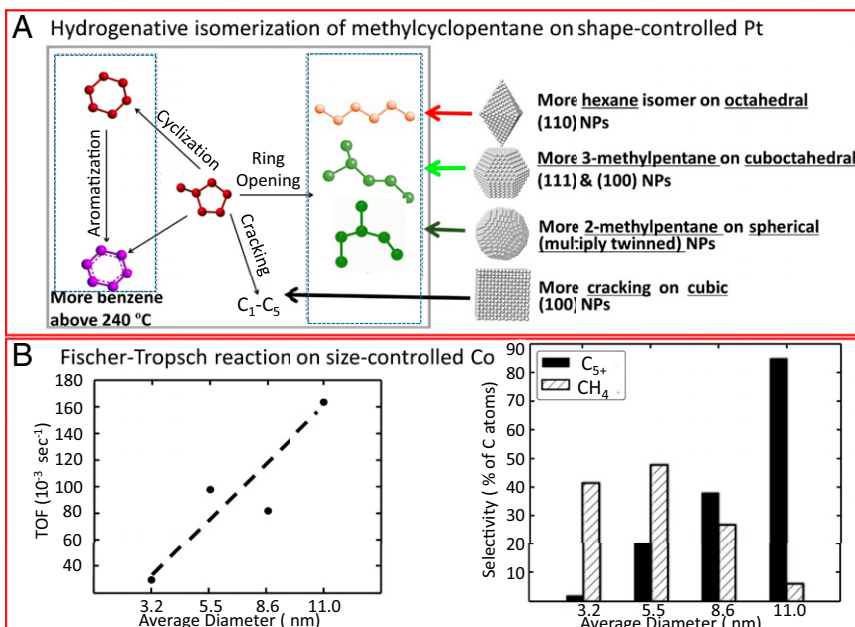 A
Hydrogenative isomerization of methylcyclopentane on shape-controlled Pt
Cyclization
Aromatization
Ring
Opening
Cracking
C₁-C₅
More benzene
above 240 °C
More hexane isomer on octahedral
(110) NPs
More 3-methylpentane on cuboctahedral
(111) & (100) NPs
More 2-methylpentane on spherical
(multiply twinned) NPs
More cracking on cubic
(100) NPs
B
Fischer-Tropsch reaction on size-controlled Co
TOF (10⁻³ sec⁻¹)
180
160
140
120
100
80
60
40
3.2 5.5 8.6 11.0
Average Diameter ( nm)
Selectivity ( % of C atoms)
90
80
70
60
50
40
30
20
10
C₅₊
CH₄
3.2 5.5 8.6 11.0
Average Diameter ( nm)